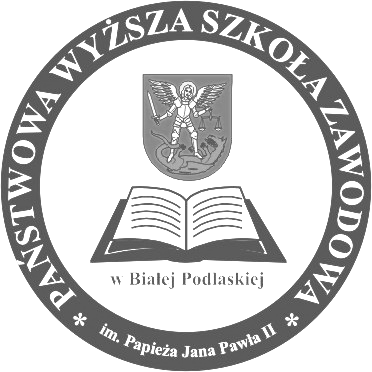 PAŃSTWOWA WYŻSZA SZKOŁA ZAWODOWA
w Białej Podlaskiej
* im. Papieża Jana Pawła II *